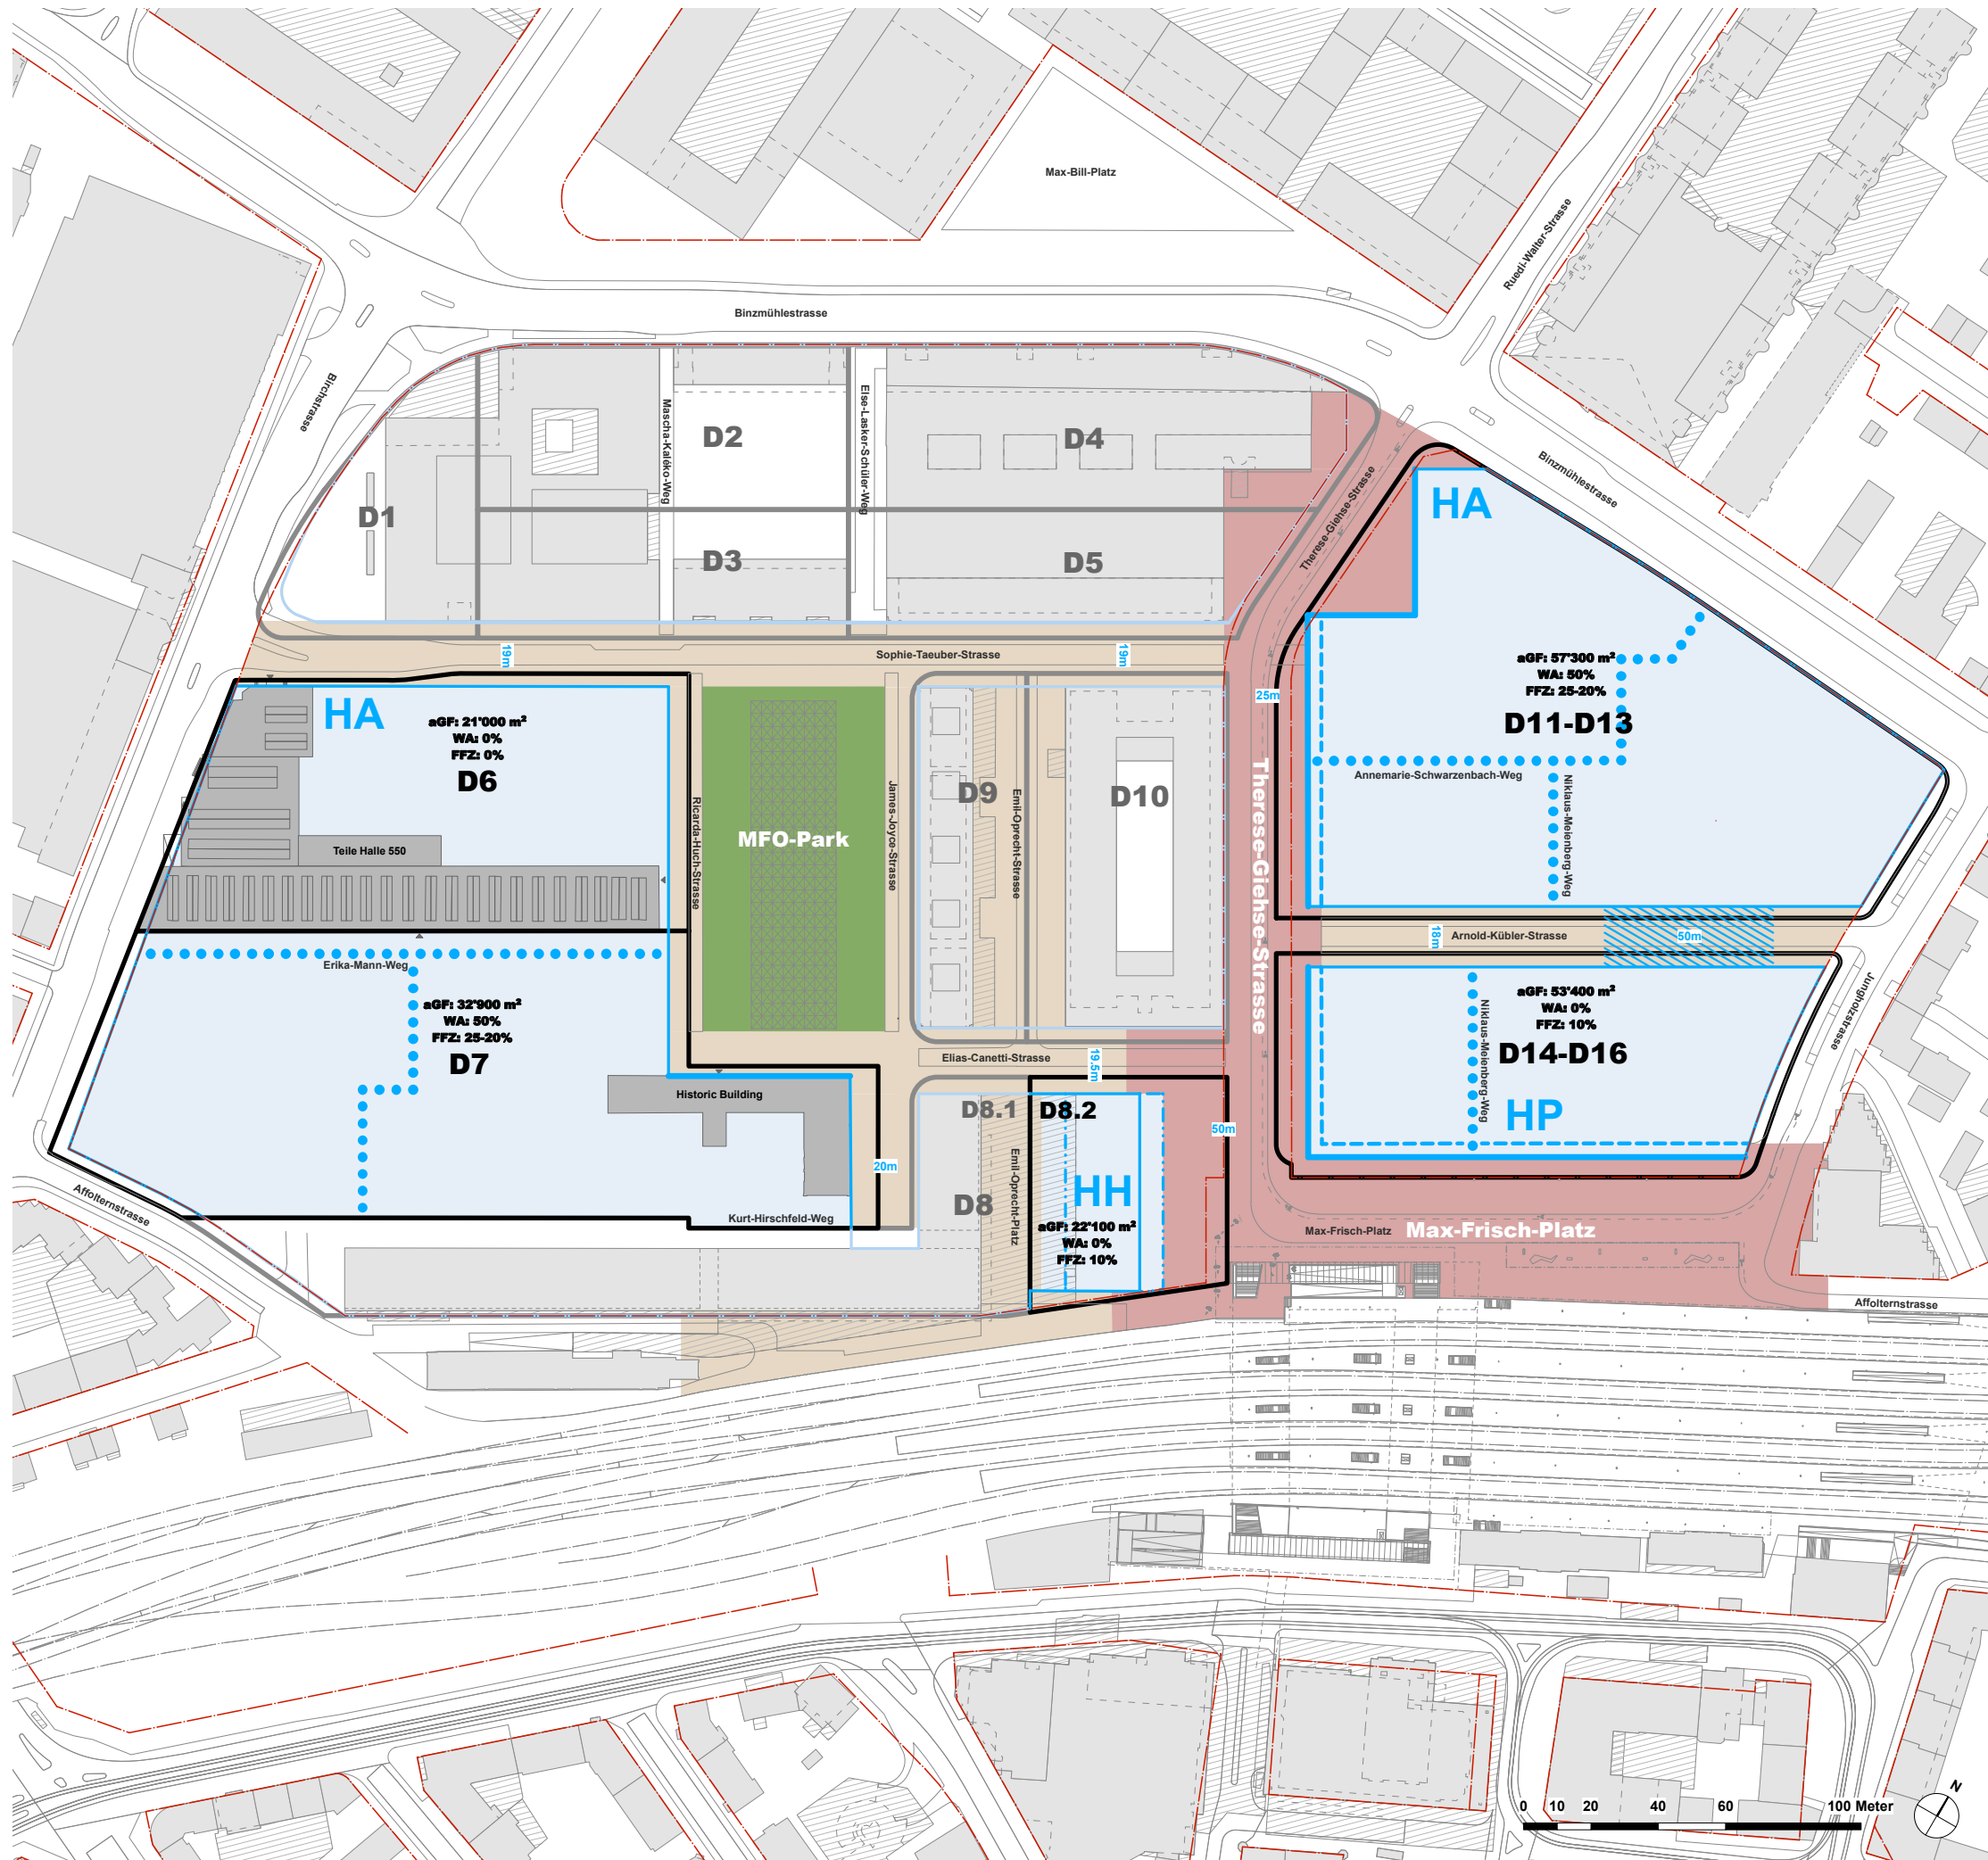 Max-Bill-Platz
Ruedi-Walter-Strasse
Binzmühlestrasse
Birchstrasse
Mascha-Kaléko-Weg
Else-Lasker-Schüler-Weg
D2
D4
D1
D3
D5
Therese-Giehse-Strasse
HA
Binzmühlestrasse
19m
Sophie-Taeuber-Strasse
19m
25m
aGF: 57'300 m²
WA: 50%
FFZ: 25-20%
D11-D13
HA
aGF: 21'000 m²
WA: 0%
FFZ: 0%
D6
Teile Halle 550
Ricarda-Huch-Strasse
MFO-Park
James-Joyce-Strasse
D9
Emil-Oprecht-Strasse
D10
Therese-Giehse-Strasse
Annemarie-Schwarzenbach-Weg
Niklaus-Meienberg-Weg
18m
Arnold-Kübler-Strasse
50m
Erika-Mann-Weg
aGF: 32'900 m²
WA: 50%
FFZ: 25-20%
D7
Historic Building
Elias-Canetti-Strasse
19.5m
aGF: 53'400 m²
WA: 0%
FFZ: 10%
D14-D16
Niklaus-Meienberg-Weg
HP
Jungholzstrasse
D8.1
D8.2
50m
20m
D8
Emil-Oprecht-Platz
HH
aGF: 22'100 m²
WA: 0%
FFZ: 10%
Affolternstrasse
Kurt-Hirschfeld-Weg
Max-Frisch-Platz
Max-Frisch-Platz
Affolternstrasse
N
0 10 20 40 60 100 Meter